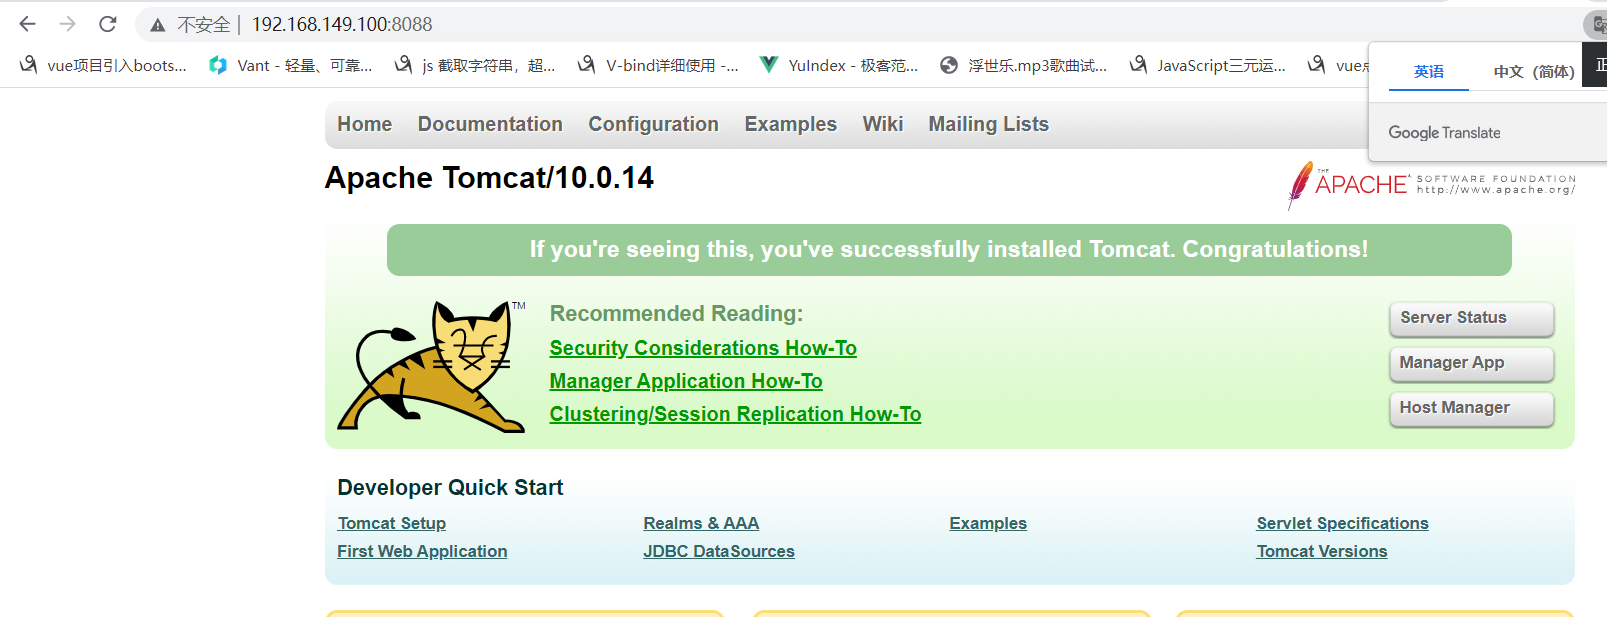 不安全 | 192.168.149.100:8088
vue项目引入boots... Vant - 轻量、可靠... js 截取字符串，超... V-bind详细使用 -... YuIndex - 极客范... 浮世乐.mp3歌曲试... JavaScript三元运... vue点
英语 中文（简体）
Google Translate
Home Documentation Configuration Examples Wiki Mailing Lists
Apache Tomcat/10.0.14
THE APACHE SOFTWARE FOUNDATION
http://www.apache.org/
If you're seeing this, you've successfully installed Tomcat. Congratulations!
TM
Recommended Reading:
Security Considerations How-To
Manager Application How-To
Clustering/Session Replication How-To
Server Status
Manager App
Host Manager
Developer Quick Start
Tomcat Setup
First Web Application
Realms & AAA
JDBC DataSources
Examples
Servlet Specifications
Tomcat Versions